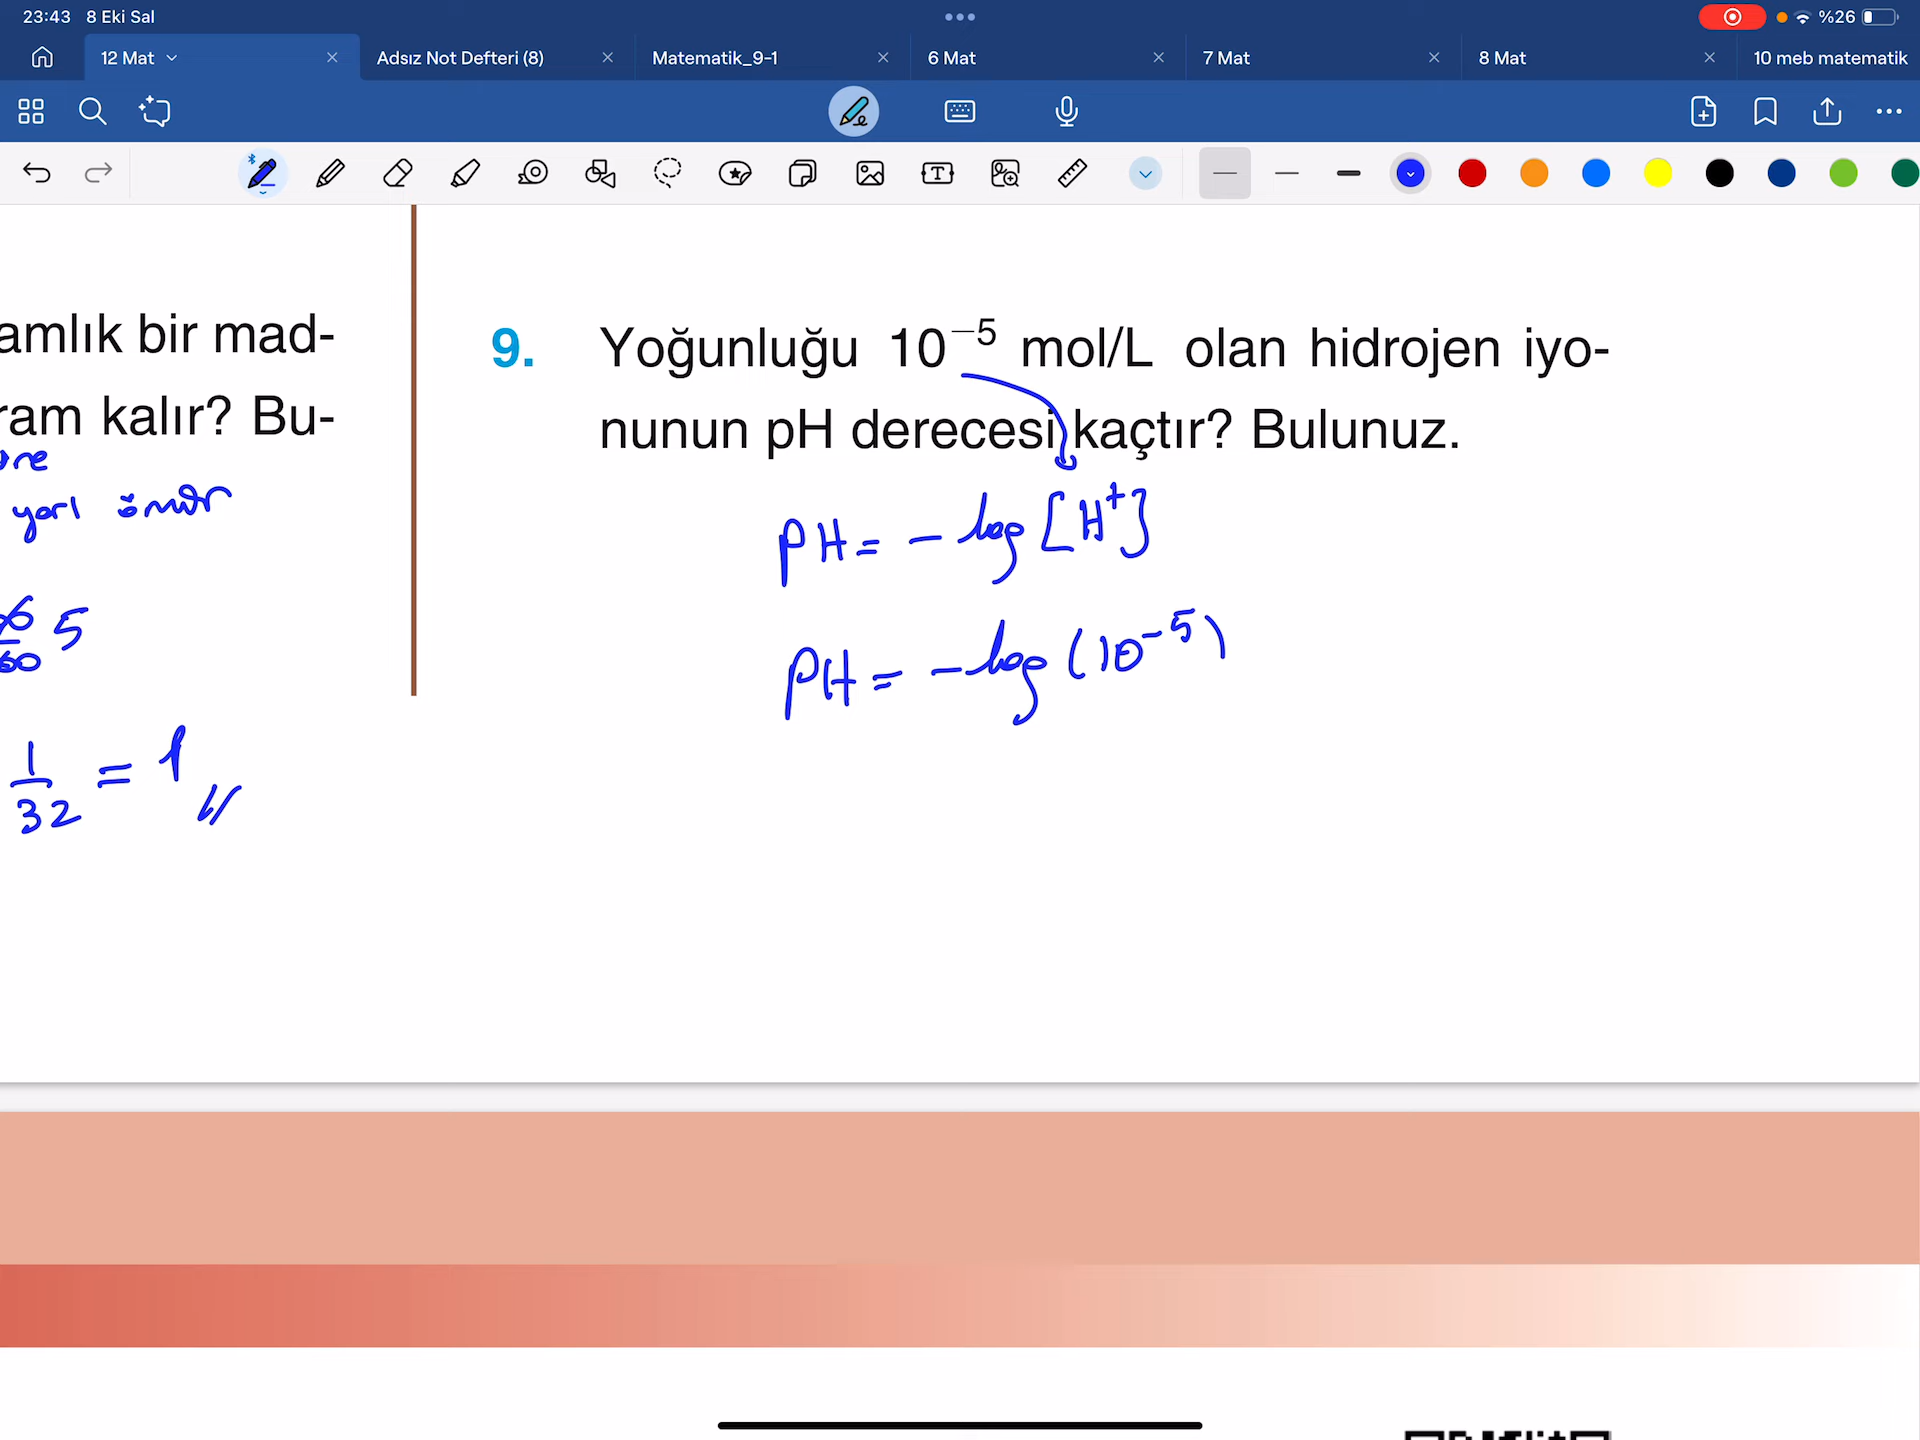 23:43 8 Eki Sal
%26
12 Mat
Adsız Not Defteri (8)
Matematik_9-1
6 Mat
7 Mat
8 Mat
10 meb matematik
amlık bir mad-
ram kalır? Bu-
yarı ömür
5
60
1/32 = 1
9. Yoğunluğu 10⁻⁵ mol/L olan hidrojen iyo-
nunun pH derecesi kaçtır? Bulunuz.
PH = - log [H⁺]
PH = - log (10⁻⁵)